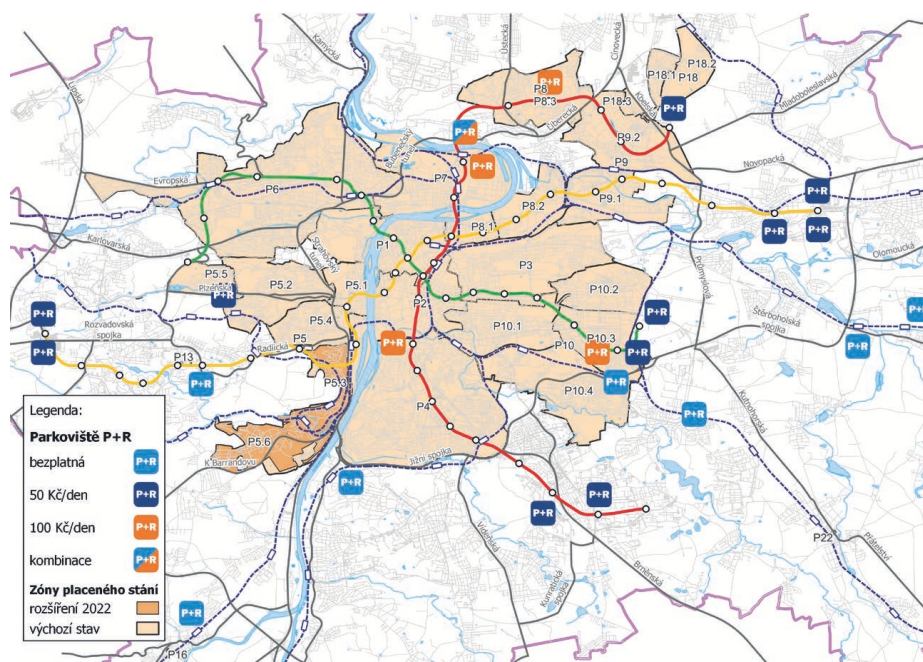 Kamýcká
Ústecká
Cínovecká
P18.2
P18.1
P18
P+R
P8
P8.3
P18.3
Kbelská
Mladoboleslavská
Lipská
P+R
Liberecká
P9.2
P+R
Bubenečský
tunel
P+R
P9
Novopacká
Evropská
P6
P7
P8.2
P9.1
P+R
P+R
P+R
Karlovarská
Strahovský
tunel
P1
P8.1
P3
Olomoucká
P5.5
P5.2
P5.1
Průmyslová
Plzeňská
P+R
P2
P10.2
P+R
P+R
P5.4
P10.1
P+R
Štěrboholská
spojka
P+R
P+R
Rozvadovská
spojka
P5
P+R
P10.3
P10
P+R
P+R
P13
Radlická
P+R
P5.3
P4
P10.4
P+R
P+R
Kutnohorská
P5.6
K Barrandovu
Jižní spojka
P+R
P+R
P+R
Vídeňská
Brněnská
Kunratická
spojka
P22
Přátelství
P+R
P16
Legenda:
Parkoviště P+R
bezplatná P+R
50 Kč/den P+R
100 Kč/den P+R
kombinace P+R
Zóny placeného stání
rozšíření 2022
výchozí stav